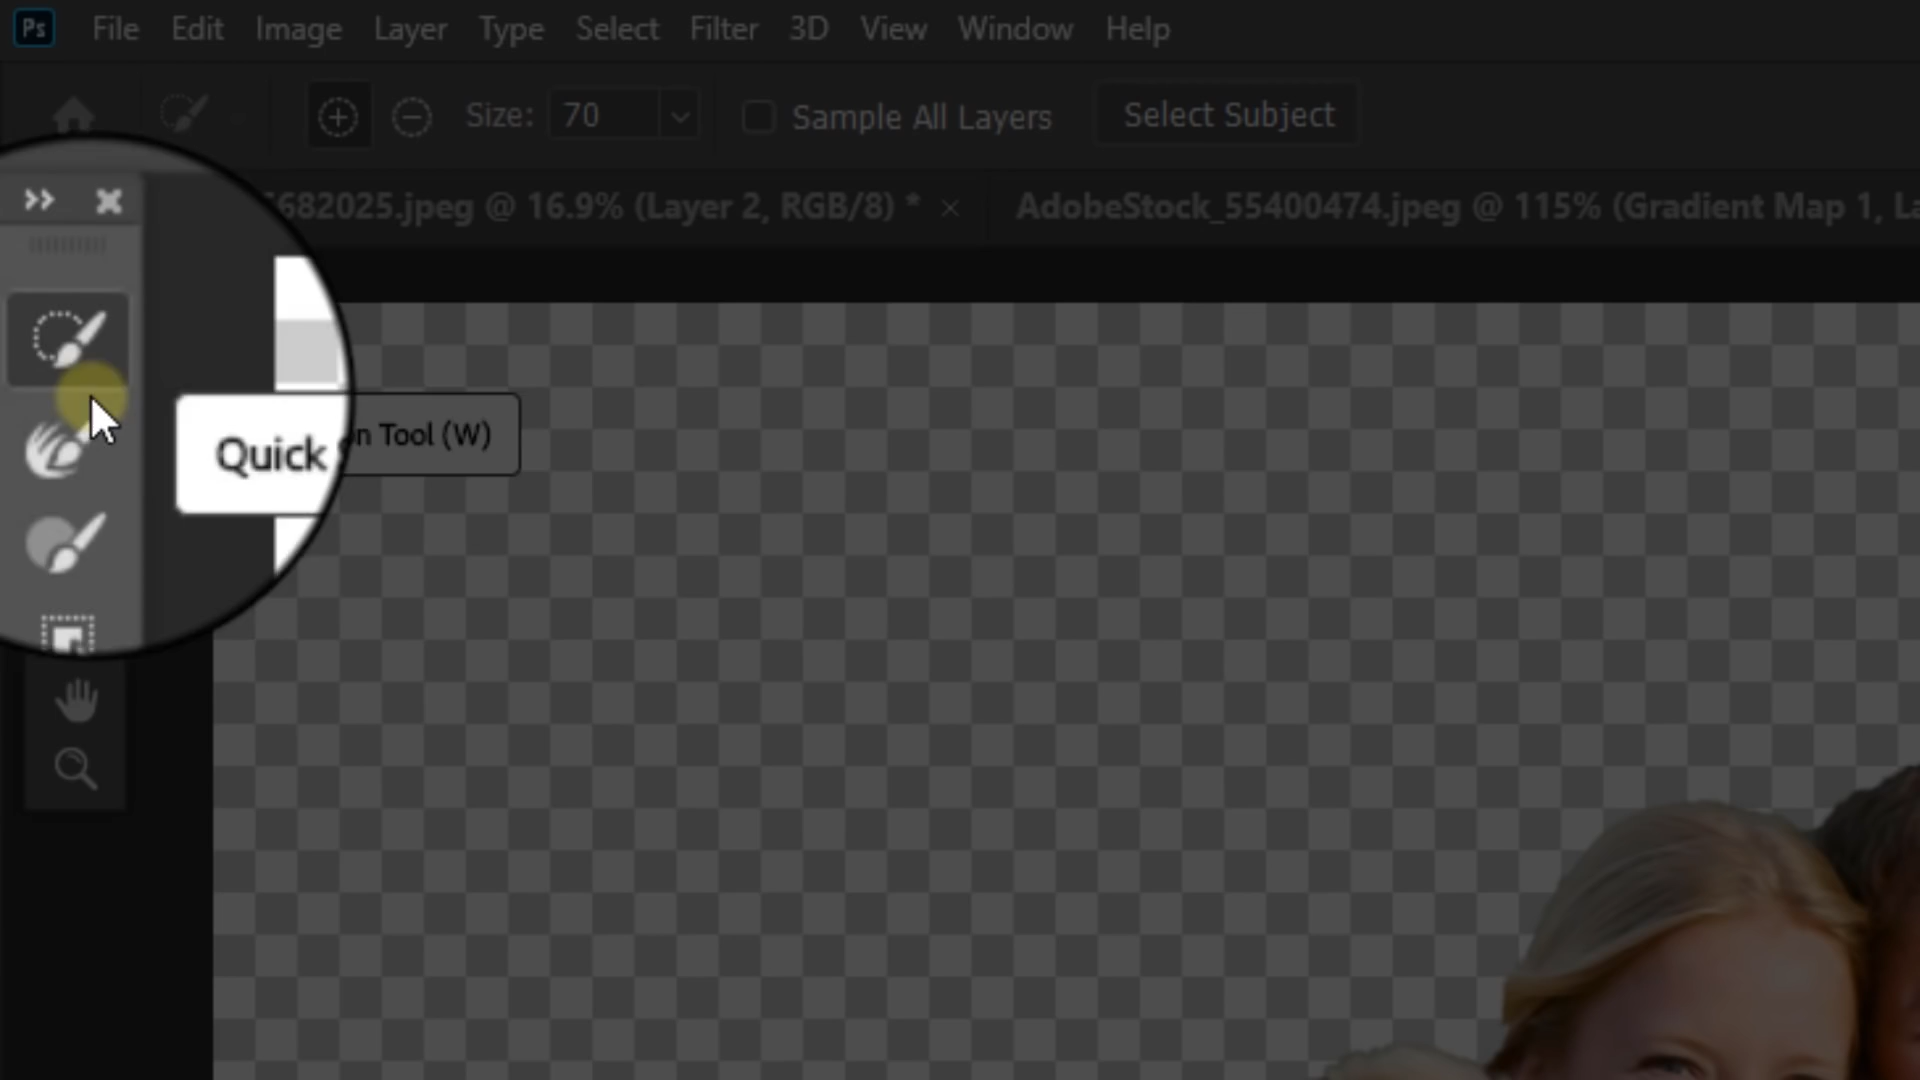 Ps File Edit Image Layer Type Select Filter 3D View Window Help
Size: 70 Sample All Layers Select Subject
682025.jpeg @ 16.9% (Layer 2, RGB/8) * × AdobeStock_55400474.jpeg @ 115% (Gradient Map 1, La
Quick n Tool (W)